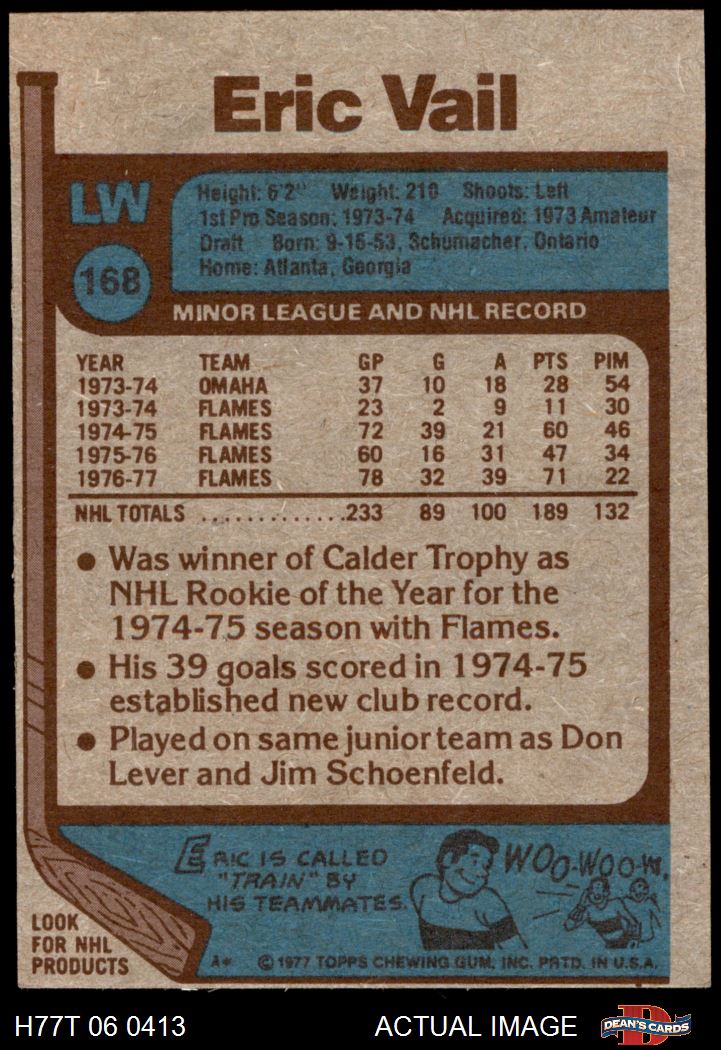 Eric Vail
LW
168
Height: 6'2" Weight: 210 Shoots: Left
1st Pro Season: 1973-74 Acquired: 1973 Amateur
Draft Born: 9-16-53, Schumacher, Ontario
Home: Atlanta, Georgia
MINOR LEAGUE AND NHL RECORD
YEAR TEAM GP G A PTS PIM
1973-74 OMAHA 37 10 18 28 54
1973-74 FLAMES 23 2 9 11 30
1974-75 FLAMES 72 39 21 60 46
1975-76 FLAMES 60 16 31 47 34
1976-77 FLAMES 78 32 39 71 22
NHL TOTALS ..............233 89 100 189 132
• Was winner of Calder Trophy as
NHL Rookie of the Year for the
1974-75 season with Flames.
• His 39 goals scored in 1974-75
established new club record.
• Played on same junior team as Don
Lever and Jim Schoenfeld.
ERIC IS CALLED
"TRAIN" BY
HIS TEAMMATES.
WOO-WOO-W.
LOOK
FOR NHL
PRODUCTS
A* © 1977 TOPPS CHEWING GUM, INC. PRTD. IN U.S.A.
H77T 06 0413 ACTUAL IMAGE
D
DEAN'S CARDS